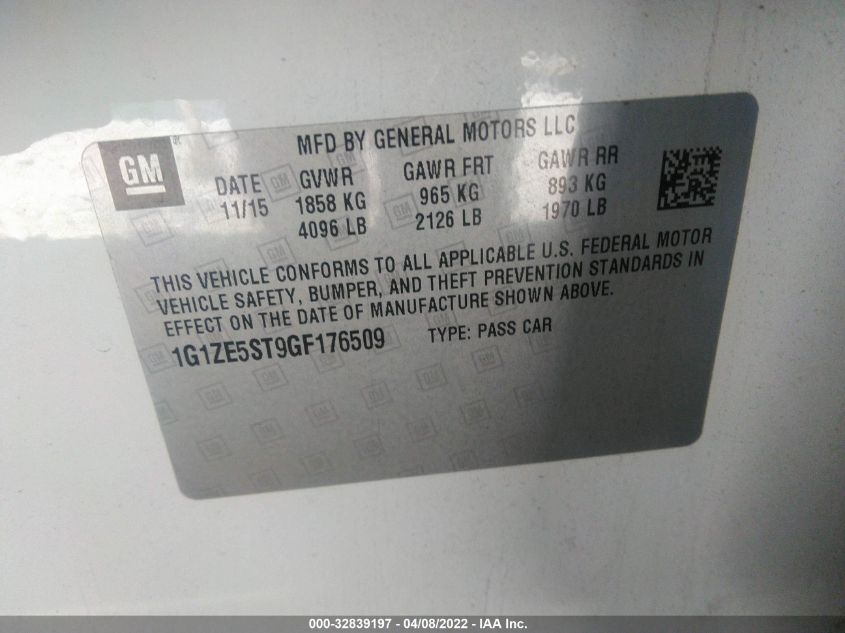 GM
MFD BY GENERAL MOTORS LLC
DATE GVWR GAWR FRT GAWR RR
11/15 1858 KG 965 KG 893 KG
4096 LB 2126 LB 1970 LB
THIS VEHICLE CONFORMS TO ALL APPLICABLE U.S. FEDERAL MOTOR
VEHICLE SAFETY, BUMPER, AND THEFT PREVENTION STANDARDS IN
EFFECT ON THE DATE OF MANUFACTURE SHOWN ABOVE.
1G1ZE5ST9GF176509 TYPE: PASS CAR
000-32839197 - 04/08/2022 - IAA Inc.